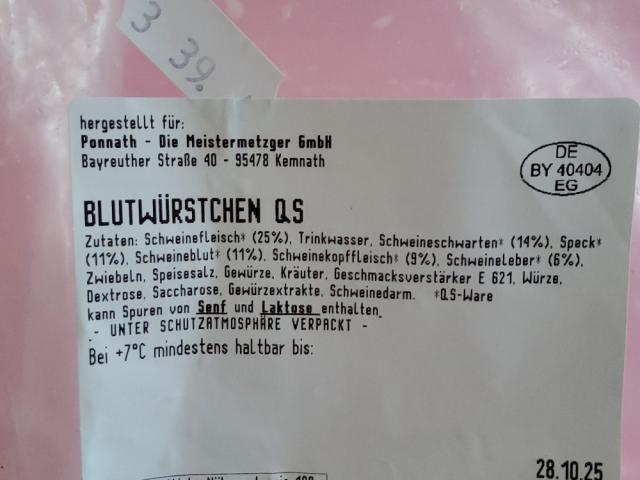 3 39.
hergestellt für:
Ponnath - Die Meistermetzger GmbH
Bayreuther Straße 40 - 95478 Kemnath
DE
BY 40404
EG
BLUTWÜRSTCHEN QS
Zutaten: Schweinefleisch* (25%), Trinkwasser, Schweineschwarten* (14%), Speck*
(11%), Schweineblut* (11%), Schweinekopffleisch* (9%), Schweineleber* (6%),
Zwiebeln, Speisesalz, Gewürze, Kräuter, Geschmacksverstärker E 621, Würze,
Dextrose, Saccharose, Gewürzextrakte, Schweinedarm. *QS-Ware
kann Spuren von Senf und Laktose enthalten
- UNTER SCHUTZATMOSPHÄRE VERPACKT -
Bei +7°C mindestens haltbar bis:
28.10.25